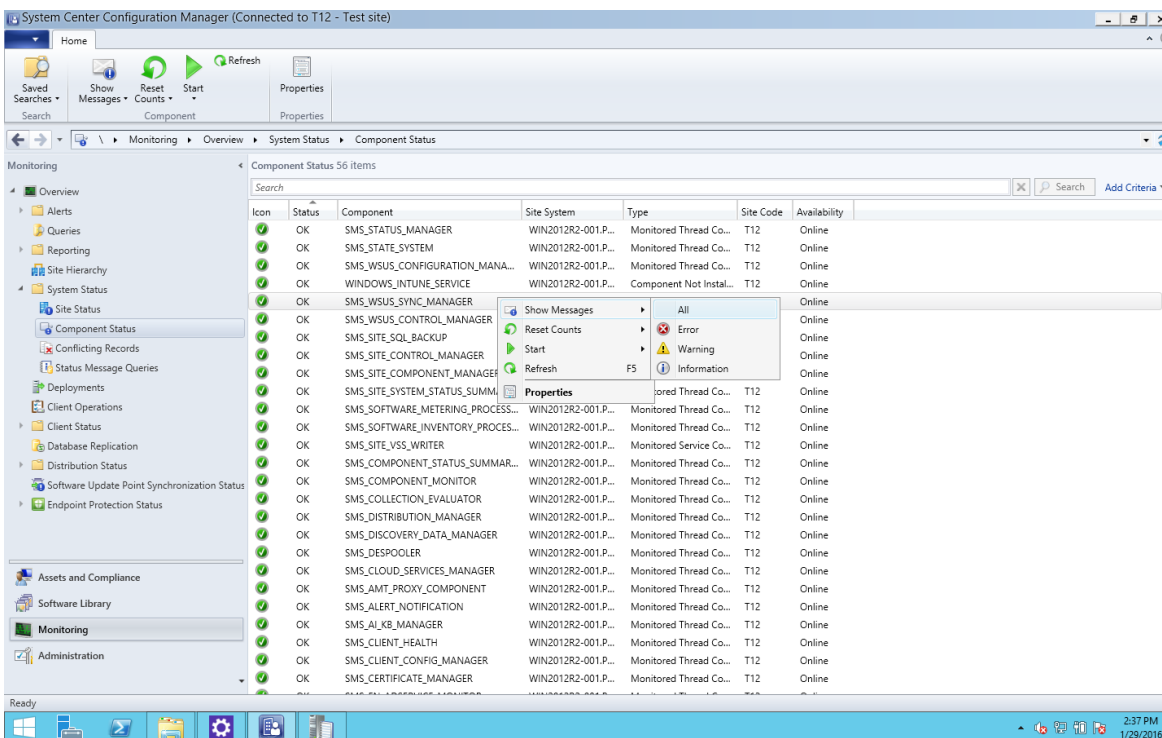 System Center Configuration Manager (Connected to T12 - Test site)
Home
Saved Searches
Show Messages
Reset Counts
Start
Refresh
Properties
Search
Component
Properties
\ Monitoring Overview System Status Component Status
Monitoring
Overview
Alerts
Queries
Reporting
Site Hierarchy
System Status
Site Status
Component Status
Conflicting Records
Status Message Queries
Deployments
Client Operations
Client Status
Database Replication
Distribution Status
Software Update Point Synchronization Status
Endpoint Protection Status
Assets and Compliance
Software Library
Monitoring
Administration
Component Status 56 items
Search
Search
Add Criteria
Icon Status Component Site System Type Site Code Availability
OK SMS_STATUS_MANAGER WIN2012R2-001.P... Monitored Thread Co... T12 Online
OK SMS_STATE_SYSTEM WIN2012R2-001.P... Monitored Thread Co... T12 Online
OK SMS_WSUS_CONFIGURATION_MANA... WIN2012R2-001.P... Monitored Thread Co... T12 Online
OK WINDOWS_INTUNE_SERVICE WIN2012R2-001.P... Component Not Instal... T12 Online
OK SMS_WSUS_SYNC_MANAGER Online
OK SMS_WSUS_CONTROL_MANAGER Online
OK SMS_SITE_SQL_BACKUP Online
OK SMS_SITE_CONTROL_MANAGER Online
OK SMS_SITE_COMPONENT_MANAGER Online
OK SMS_SITE_SYSTEM_STATUS_SUMM ored Thread Co... T12 Online
OK SMS_SOFTWARE_METERING_PROCESS... WIN2012R2-001.P... Monitored Thread Co... T12 Online
OK SMS_SOFTWARE_INVENTORY_PROCES... WIN2012R2-001.P... Monitored Thread Co... T12 Online
OK SMS_SITE_VSS_WRITER WIN2012R2-001.P... Monitored Service Co... T12 Online
OK SMS_COMPONENT_STATUS_SUMMAR... WIN2012R2-001.P... Monitored Thread Co... T12 Online
OK SMS_COMPONENT_MONITOR WIN2012R2-001.P... Monitored Thread Co... T12 Online
OK SMS_COLLECTION_EVALUATOR WIN2012R2-001.P... Monitored Thread Co... T12 Online
OK SMS_DISTRIBUTION_MANAGER WIN2012R2-001.P... Monitored Thread Co... T12 Online
OK SMS_DISCOVERY_DATA_MANAGER WIN2012R2-001.P... Monitored Thread Co... T12 Online
OK SMS_DESPOOLER WIN2012R2-001.P... Monitored Thread Co... T12 Online
OK SMS_CLOUD_SERVICES_MANAGER WIN2012R2-001.P... Monitored Thread Co... T12 Online
OK SMS_AMT_PROXY_COMPONENT WIN2012R2-001.P... Monitored Thread Co... T12 Online
OK SMS_ALERT_NOTIFICATION WIN2012R2-001.P... Monitored Thread Co... T12 Online
OK SMS_AI_KB_MANAGER WIN2012R2-001.P... Monitored Thread Co... T12 Online
OK SMS_CLIENT_HEALTH WIN2012R2-001.P... Monitored Thread Co... T12 Online
OK SMS_CLIENT_CONFIG_MANAGER WIN2012R2-001.P... Monitored Thread Co... T12 Online
OK SMS_CERTIFICATE_MANAGER WIN2012R2-001.P... Monitored Thread Co... T12 Online
Show Messages
Reset Counts
Start
Refresh F5
Properties
All
Error
Warning
Information
Ready
2:37 PM
1/29/2016